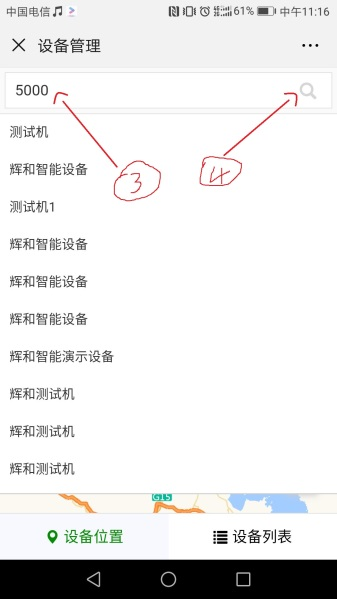 中国电信 61% 中午11:16
设备管理
5000
测试机
辉和智能设备
3
4
测试机1
辉和智能设备
辉和智能设备
辉和智能设备
辉和智能演示设备
辉和测试机
辉和测试机
辉和测试机
G15
设备位置
设备列表